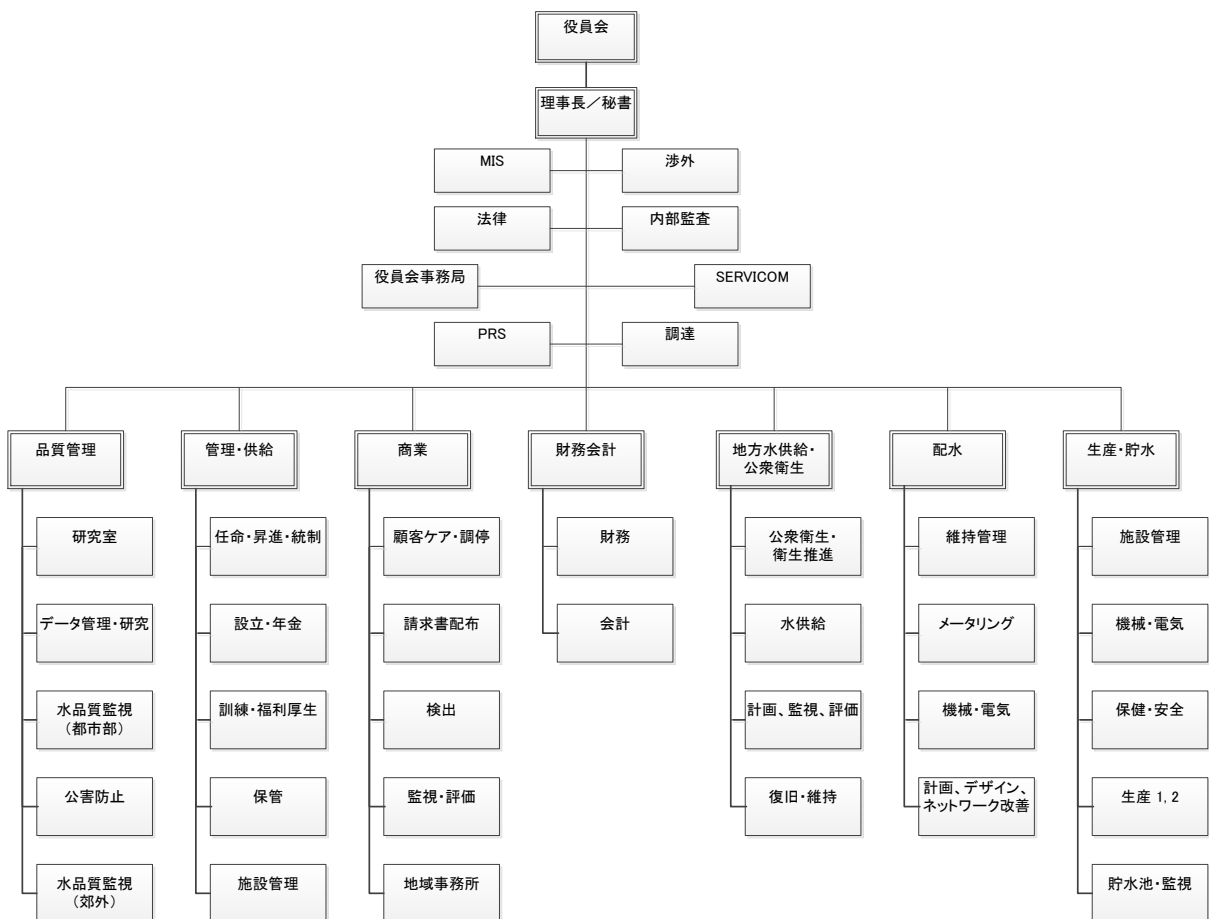 役員会
理事長／秘書
MIS
渉外
法律
内部監査
役員会事務局
SERVICOM
PRS
調達
品質管理
管理・供給
商業
財務会計
地方水供給・
公衆衛生
配水
生産・貯水
研究室
任命・昇進・統制
顧客ケア・調停
財務
公衆衛生・
衛生推進
維持管理
施設管理
データ管理・研究
設立・年金
請求書配布
会計
水供給
メータリング
機械・電気
水品質監視
（都市部）
訓練・福利厚生
検出
計画、監視、評価
機械・電気
保健・安全
公害防止
保管
監視・評価
復旧・維持
計画、デザイン、
ネットワーク改善
生産 1, 2
水品質監視
（郊外）
施設管理
地域事務所
貯水池・監視